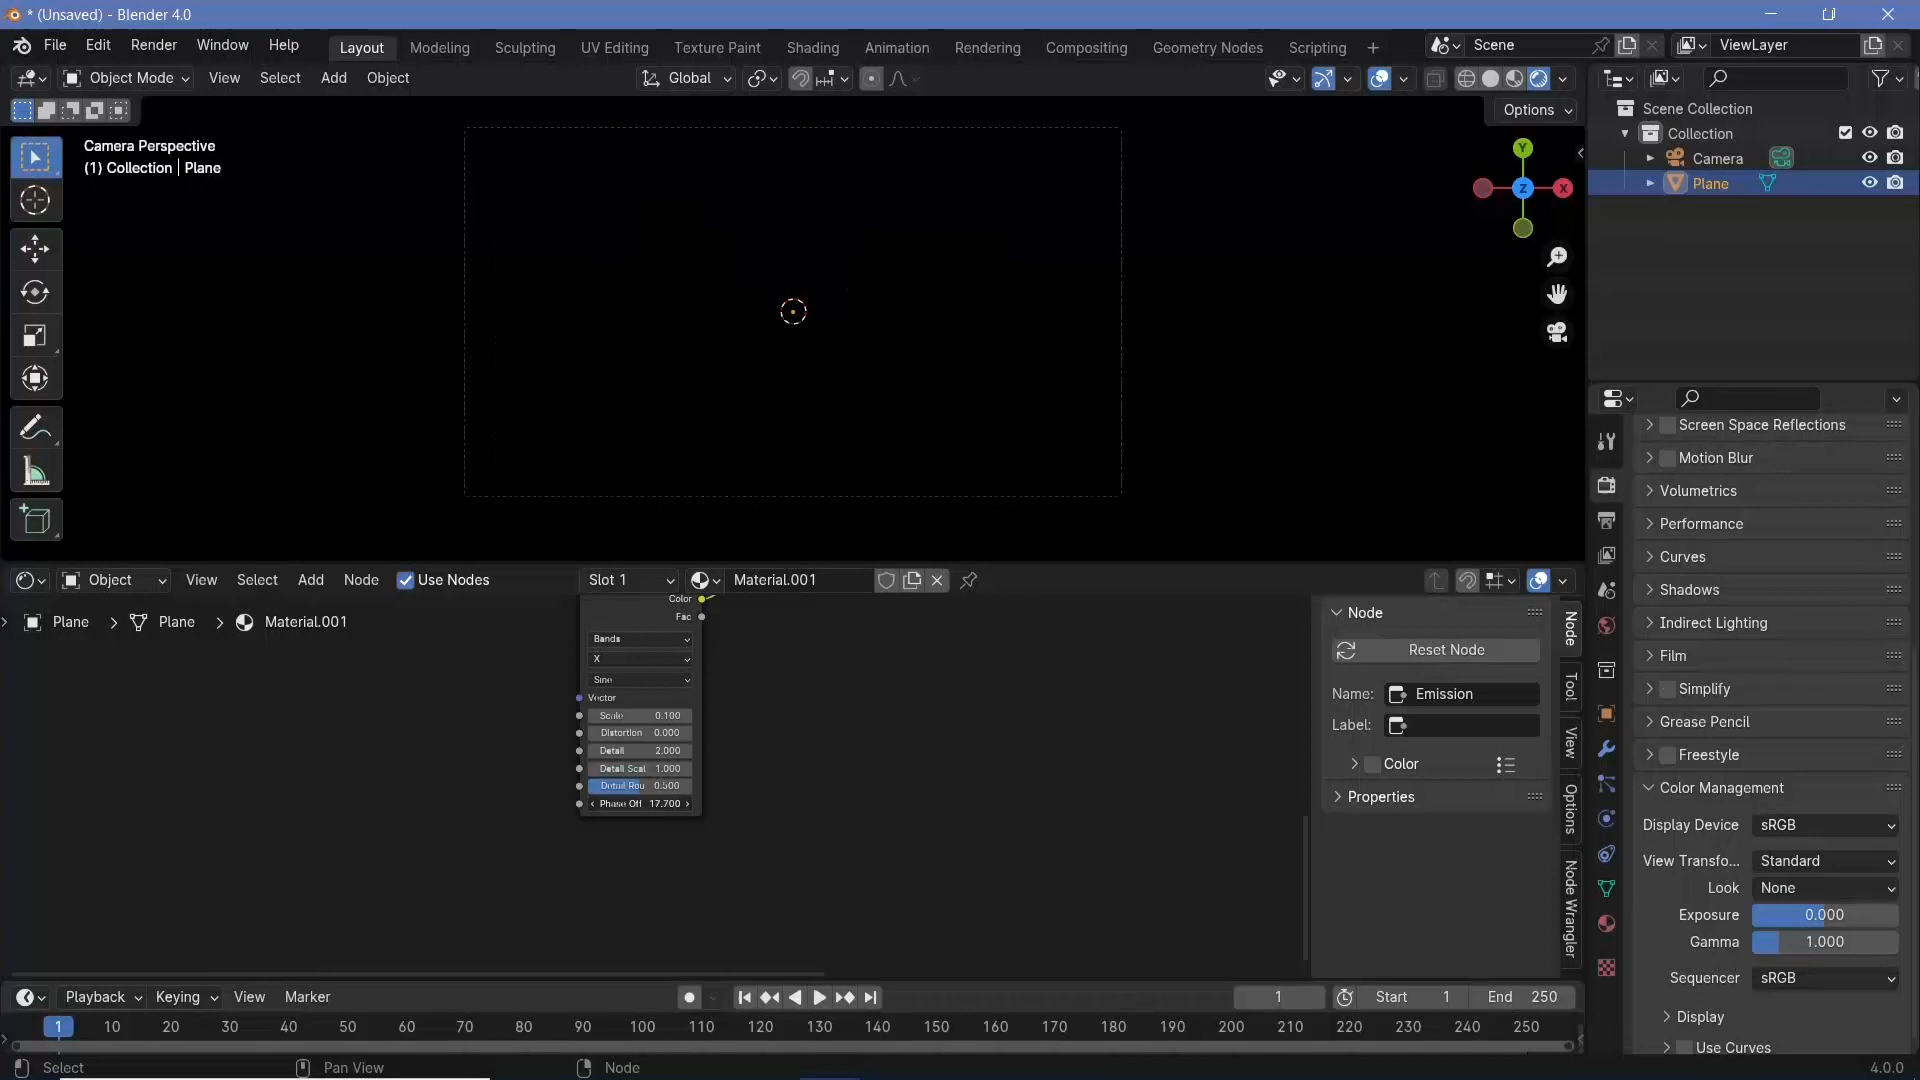 * (Unsaved) - Blender 4.0
File Edit Render Window Help Layout Modeling Sculpting UV Editing Texture Paint Shading Animation Rendering Compositing Geometry Nodes Scripting Scene ViewLayer
Object Mode View Select Add Object Global
Options
Camera Perspective
(1) Collection | Plane
Y
Z X
Scene Collection
Collection
Camera
Plane
Screen Space Reflections
Motion Blur
Volumetrics
Performance
Curves
Shadows
Indirect Lighting
Film
Simplify
Grease Pencil
Freestyle
Color Management
Display Device sRGB
View Transfo... Standard
Look None
Exposure 0.000
Gamma 1.000
Sequencer sRGB
Display
Use Curves
Object View Select Add Node Use Nodes Slot 1 Material.001
Plane Plane Material.001
Color
Fac
Bands
X
Sine
Vector
Scale 0.100
Distortion 0.000
Detail 2.000
Detail Scal 1.000
Detail Rou 0.500
Phase Off 17.700
Node
Reset Node
Name: Emission
Label:
Color
Properties
Node
Tool
View
Options
Node Wrangler
Playback Keying View Marker 1 Start 1 End 250
1 10 20 30 40 50 60 70 80 90 100 110 120 130 140 150 160 170 180 190 200 210 220 230 240 250
Select Pan View Node 4.0.0